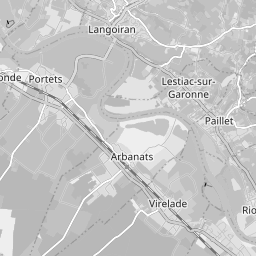 Langoiran
onde
Portets
Lestiac-sur-
Garonne
Paillet
Arbanats
Virelade
Rio